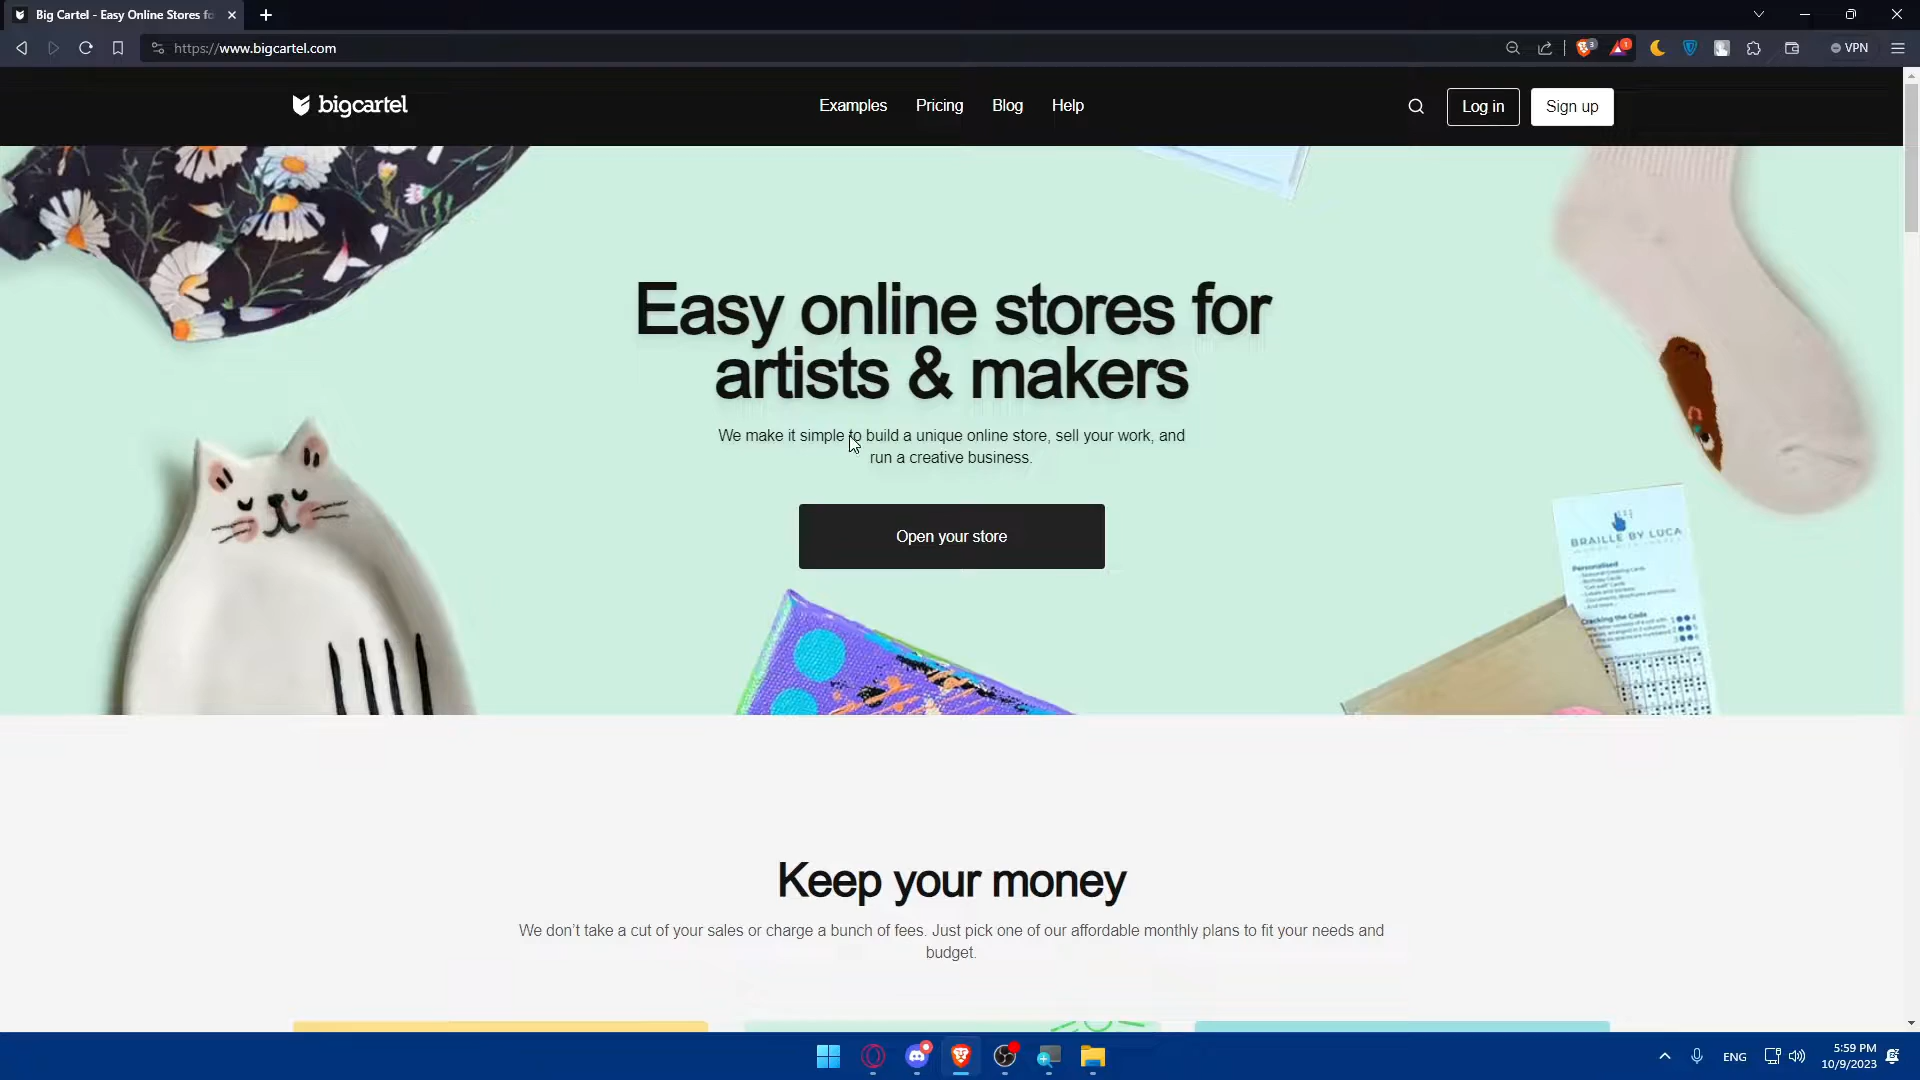 Big Cartel - Easy Online Stores fo
https://www.bigcartel.com
VPN
bigcartel
Examples
Pricing
Blog
Help
Log in
Sign up
Easy online stores for
artists & makers
We make it simple to build a unique online store, sell your work, and
run a creative business.
Open your store
BRAILLE BY LUCA
Personalised
Cracking the Code
Keep your money
We don't take a cut of your sales or charge a bunch of fees. Just pick one of our affordable monthly plans to fit your needs and
budget.
ENG
5:59 PM
10/9/2023